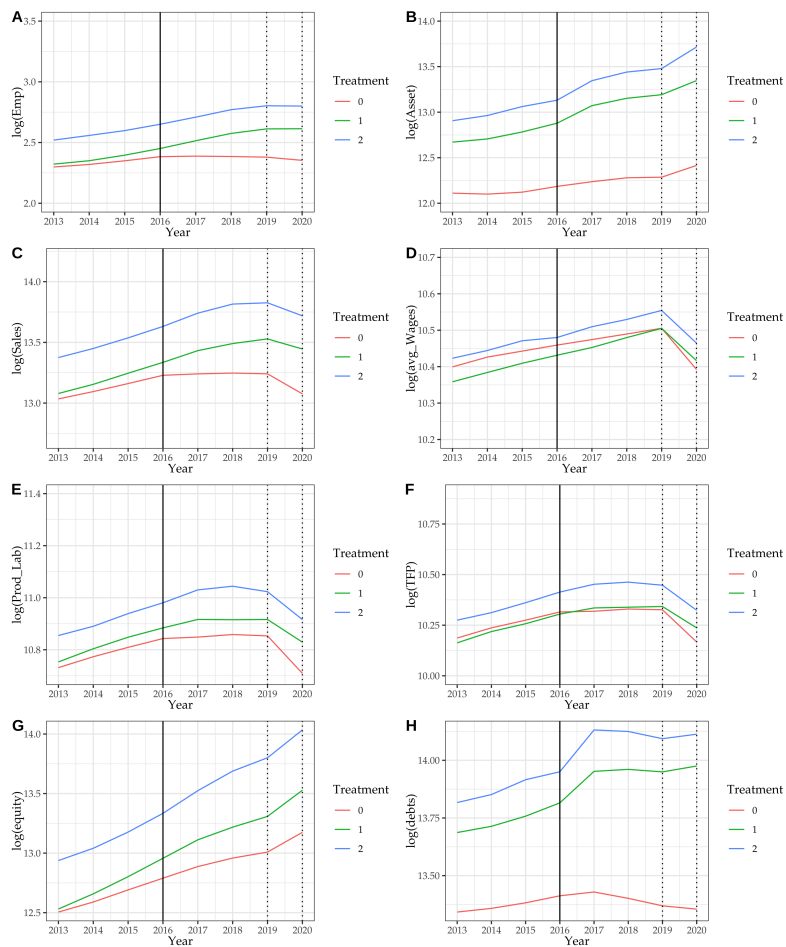 A
log(Emp)
3.5
3.0
2.5
2.0
2013 2014 2015 2016 2017 2018 2019 2020
Year
Treatment
0
1
2
B
log(Asset)
14.0
13.5
13.0
12.5
12.0
2013 2014 2015 2016 2017 2018 2019 2020
Year
Treatment
0
1
2
C
log(Sales)
14.0
13.5
13.0
2013 2014 2015 2016 2017 2018 2019 2020
Year
Treatment
0
1
2
D
log(avg_Wages)
10.7
10.6
10.5
10.4
10.3
10.2
2013 2014 2015 2016 2017 2018 2019 2020
Year
Treatment
0
1
2
E
log(Prod_Lab)
11.4
11.2
11.0
10.8
2013 2014 2015 2016 2017 2018 2019 2020
Year
Treatment
0
1
2
F
log(TFP)
10.75
10.50
10.25
10.00
2013 2014 2015 2016 2017 2018 2019 2020
Year
Treatment
0
1
2
G
log(equity)
14.0
13.5
13.0
12.5
2013 2014 2015 2016 2017 2018 2019 2020
Year
Treatment
0
1
2
H
log(debts)
14.00
13.75
13.50
2013 2014 2015 2016 2017 2018 2019 2020
Year
Treatment
0
1
2